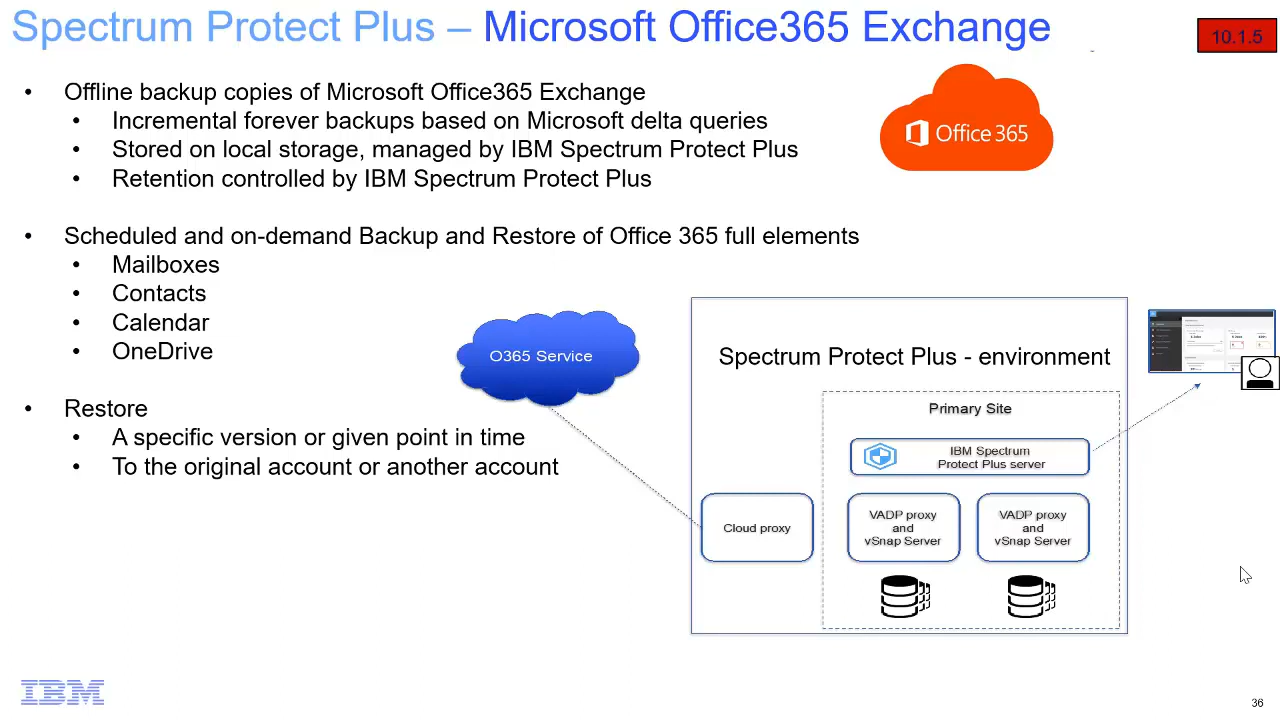 Spectrum Protect Plus – Microsoft Office365 Exchange
10.1.5
• Offline backup copies of Microsoft Office365 Exchange
• Incremental forever backups based on Microsoft delta queries
• Stored on local storage, managed by IBM Spectrum Protect Plus
• Retention controlled by IBM Spectrum Protect Plus
Office 365
• Scheduled and on-demand Backup and Restore of Office 365 full elements
• Mailboxes
• Contacts
• Calendar
• OneDrive
• Restore
• A specific version or given point in time
• To the original account or another account
O365 Service
Spectrum Protect Plus - environment
Primary Site
IBM Spectrum
Protect Plus server
Cloud proxy
VADP proxy
and
vSnap Server
VADP proxy
and
vSnap Server
IBM
36